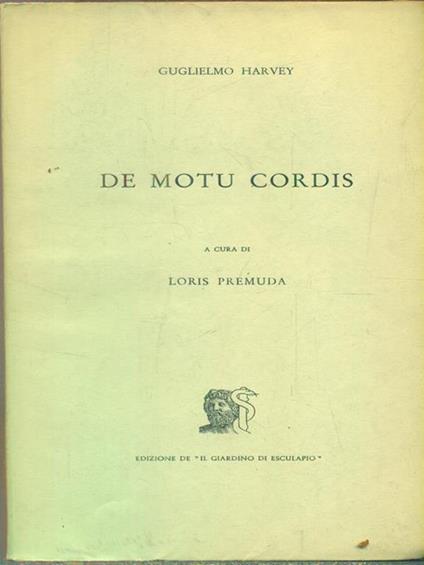 GUGLIELMO HARVEY
DE MOTU CORDIS
A CURA DI
LORIS PREMUDA
EDIZIONE DE "IL GIARDINO DI ESCULAPIO"